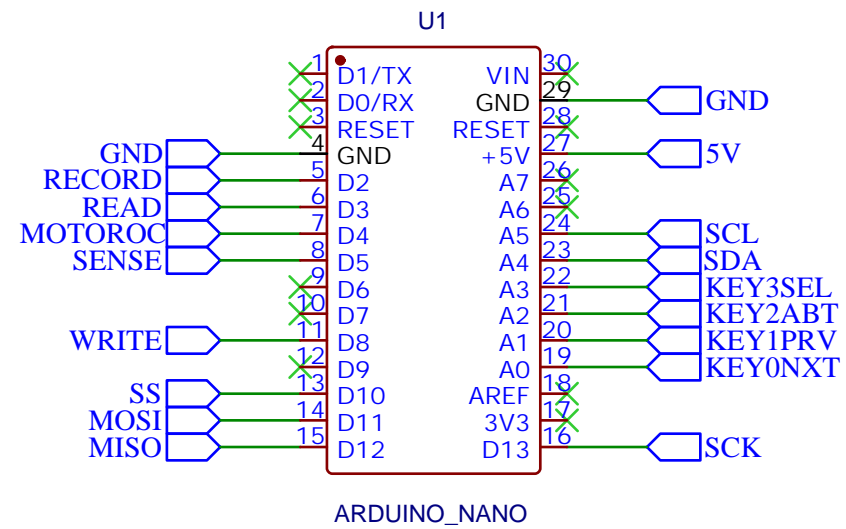 U1
1 D1/TX VIN 30
2 D0/RX GND 29 GND
3 RESET RESET 28
GND 4 GND +5V 27 5V
RECORD 5 D2 A7 26
READ 6 D3 A6 25
MOTOROC 7 D4 A5 24 SCL
SENSE 8 D5 A4 23 SDA
9 D6 A3 22 KEY3SEL
10 D7 A2 21 KEY2ABT
WRITE 11 D8 A1 20 KEY1PRV
12 D9 A0 19 KEY0NXT
SS 13 D10 AREF 18
MOSI 14 D11 3V3 17
MISO 15 D12 D13 16 SCK
ARDUINO_NANO